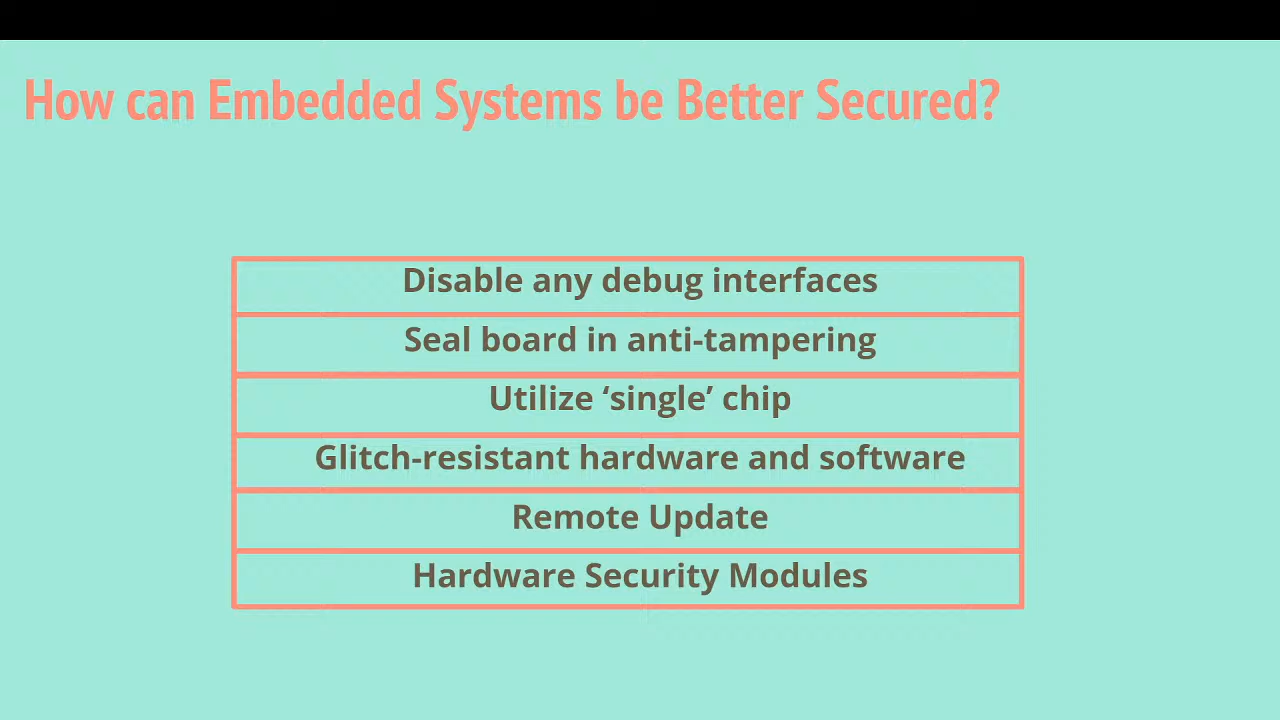 How can Embedded Systems be Better Secured?
Disable any debug interfaces
Seal board in anti-tampering
Utilize ‘single’ chip
Glitch-resistant hardware and software
Remote Update
Hardware Security Modules